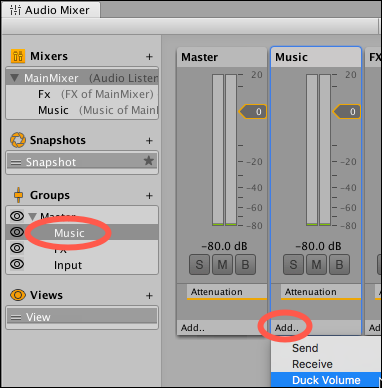 Audio Mixer
Mixers +
MainMixer (Audio Listen
Fx (FX of MainMixer)
Music (Music of MainI
Snapshots +
Snapshot
Groups +
Master
Music
FX
Input
Views +
View
Master
20
0
-20
-40
-60
-80
-80.0 dB
S M B
Attenuation
Add..
Music
20
0
-20
-40
-60
-80
-80.0 dB
S M B
Attenuation
Add..
Send
Receive
Duck Volume
FX